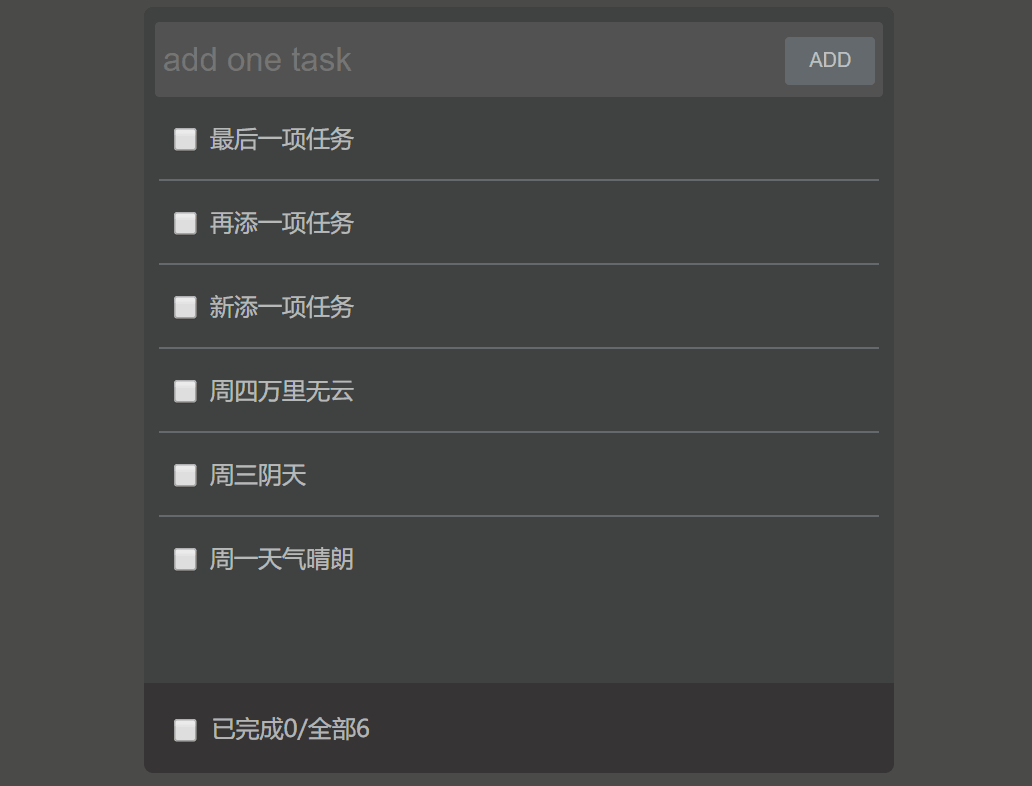 add one task
ADD
最后一项任务
再添一项任务
新添一项任务
周四万里无云
周三阴天
周一天气晴朗
已完成0/全部6